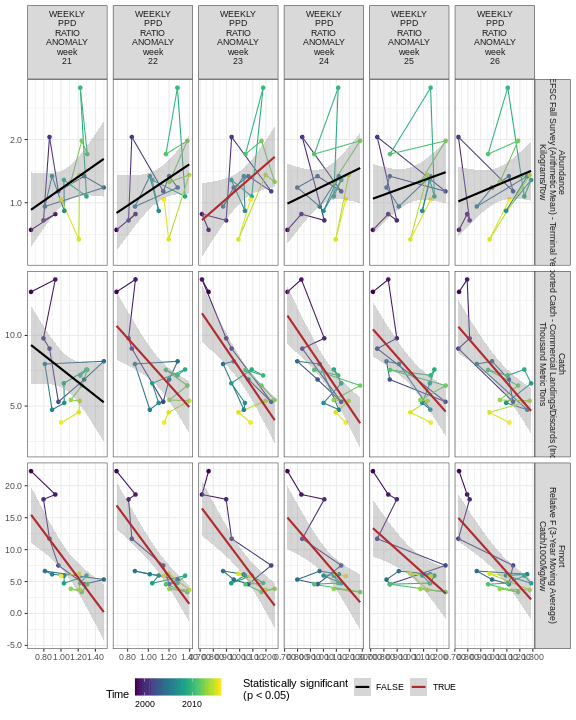 WEEKLY
PPD
RATIO
ANOMALY
week
21
WEEKLY
PPD
RATIO
ANOMALY
week
22
WEEKLY
PPD
RATIO
ANOMALY
week
23
WEEKLY
PPD
RATIO
ANOMALY
week
24
WEEKLY
PPD
RATIO
ANOMALY
week
25
WEEKLY
PPD
RATIO
ANOMALY
week
26
2.0
1.0
Abundance
EFSC Fall Survey (Arithmetic Mean) - Terminal Ye
Kilograms/Tow
10.0
5.0
Catch
ported Catch - Commercial Landings/Discards (Inc
Thousand Metric Tons
20.0
15.0
10.0
5.0
0.0
-5.0
Fmort
Relative F (3-Year Moving Average)
Catch/1000/kg/tow
0.80 1.00 1.20 1.40
0.80 1.00 1.20
Time
2000 2010
Statistically significant
(p < 0.05)
FALSE TRUE